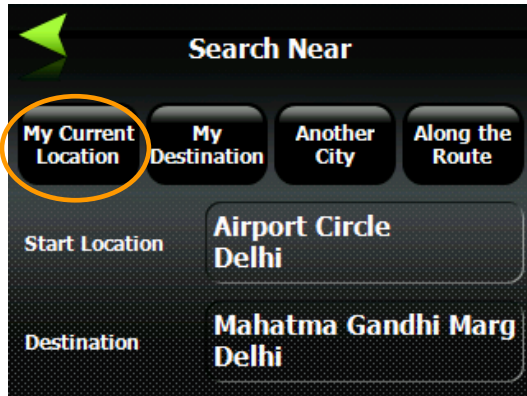 Search Near
My Current
Location
My
Destination
Another
City
Along the
Route
Start Location
Airport Circle
Delhi
Destination
Mahatma Gandhi Marg
Delhi